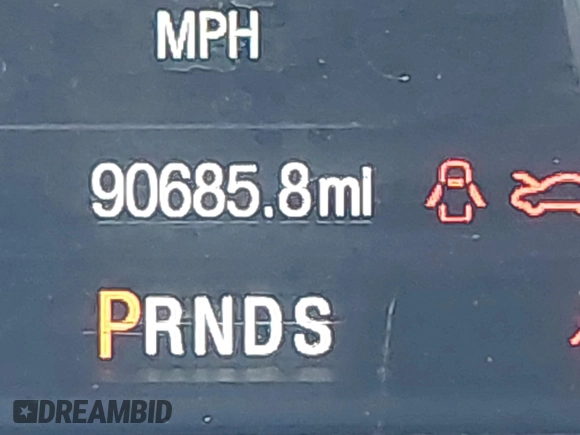 MPH
90685.8mi
PRNDS
DREAMBID